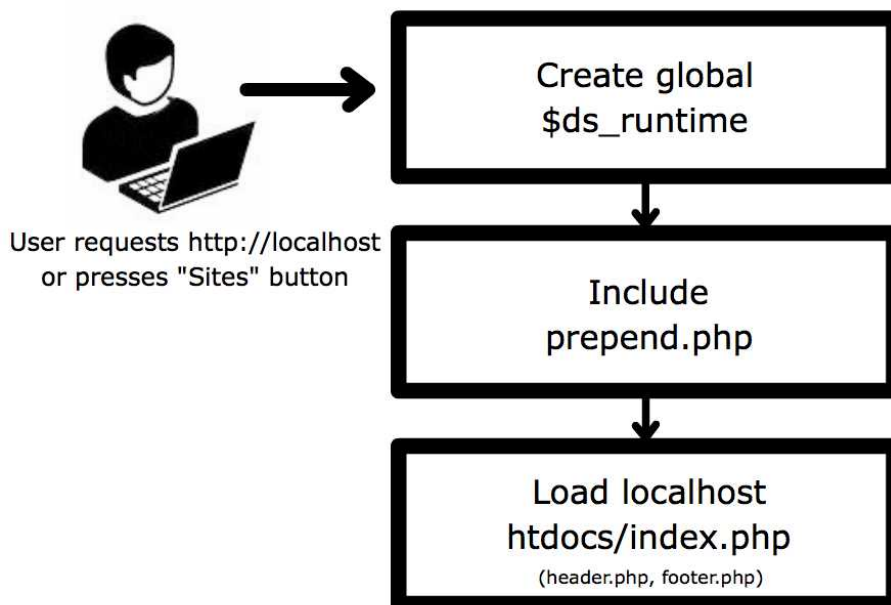 User requests http://localhost
or presses "Sites" button
Create global
$ds_runtime
Include
prepend.php
Load localhost
htdocs/index.php
(header.php, footer.php)